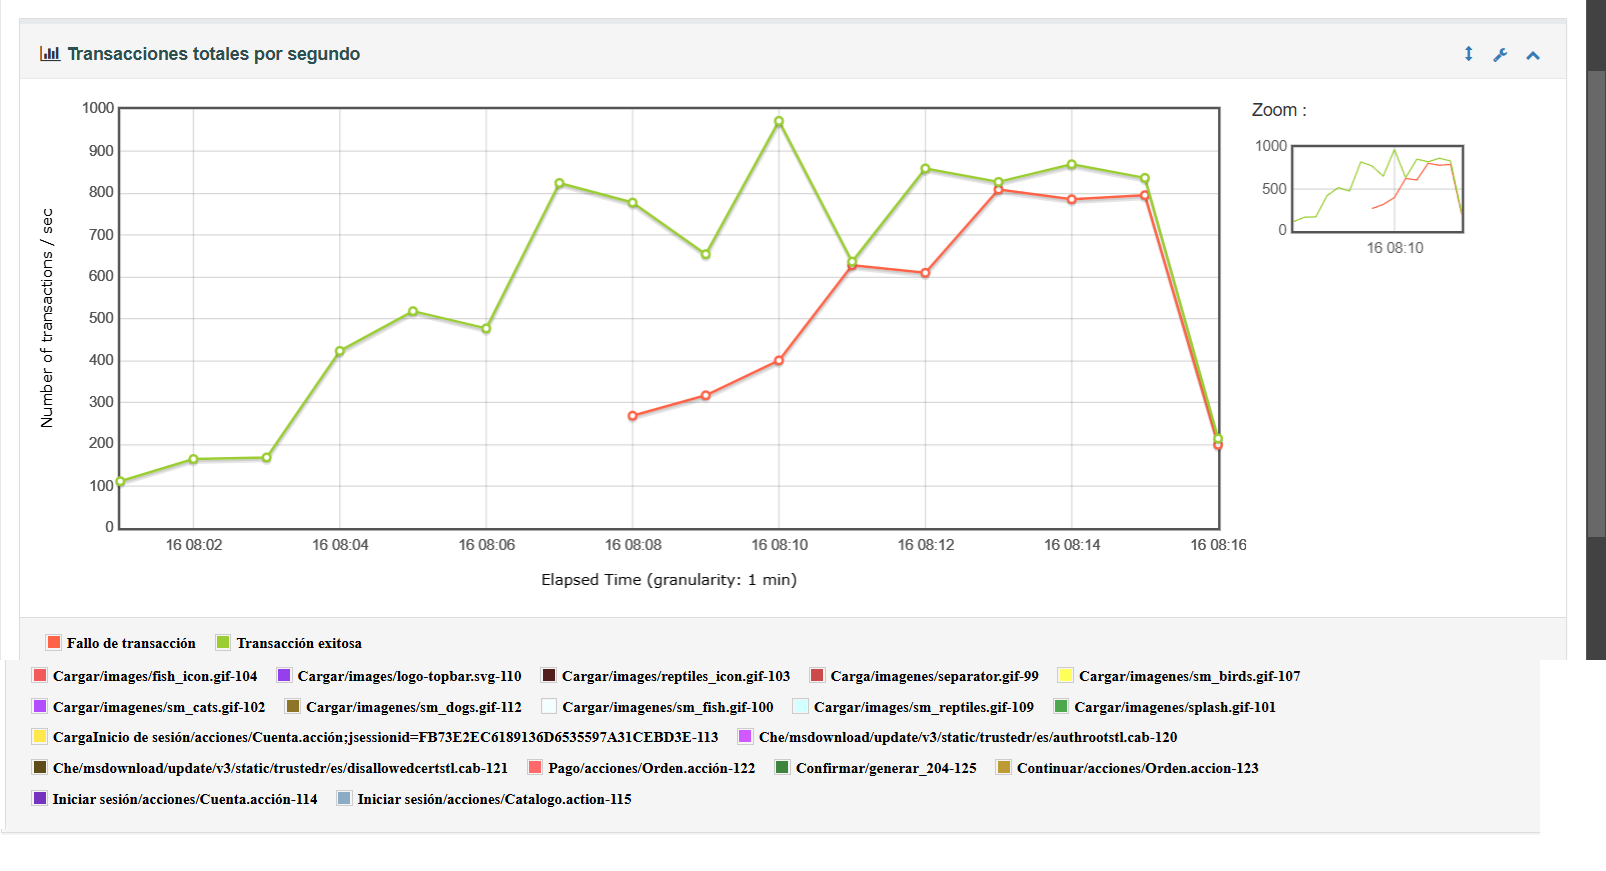 Transacciones totales por segundo
Zoom :
1000
900
800
700
600
500
400
300
200
100
0
Number of transactions / sec
16 08:02 16 08:04 16 08:06 16 08:08 16 08:10 16 08:12 16 08:14 16 08:16
Elapsed Time (granularity: 1 min)
1000
500
0
16 08:10
Fallo de transacción Transacción exitosa
Cargar/images/fish_icon.gif-104 Cargar/images/logo-topbar.svg-110 Cargar/images/reptiles_icon.gif-103 Carga/imagenes/separator.gif-99 Cargar/imagenes/sm_birds.gif-107
Cargar/imagenes/sm_cats.gif-102 Cargar/imagenes/sm_dogs.gif-112 Cargar/imagenes/sm_fish.gif-100 Cargar/images/sm_reptiles.gif-109 Cargar/imagenes/splash.gif-101
CargaInicio de sesión/acciones/Cuenta.acción;jsessionid=FB73E2EC6189136D6535597A31CEBD3E-113 Che/msdownload/update/v3/static/trustedr/es/authrootstl.cab-120
Che/msdownload/update/v3/static/trustedr/es/disallowedcertstl.cab-121 Pago/acciones/Orden.acción-122 Confirmar/generar_204-125 Continuar/acciones/Orden.accion-123
Iniciar sesión/acciones/Cuenta.acción-114 Iniciar sesión/acciones/Catalogo.action-115